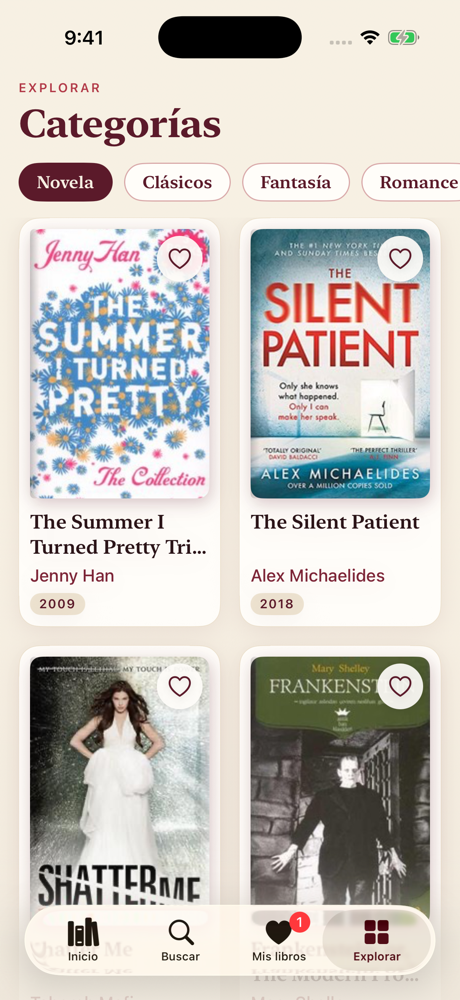 9:41
EXPLORAR
Categorías
Novela
Clásicos
Fantasía
Romance
Jenny Han
THE
SUMMER
I TURNED
PRETTY
The Collection
THE #1 NEW YORK
AND SUNDAY TIMES
THE
SILENT
PATIENT
Only she knows
what happened.
Only I can
make her speak.
'TOTALLY ORIGINAL'
DAVID BALDACCI
'THE PERFECT THRILLER'
ALEX MICHAELIDES
OVER A MILLION COPIES SOLD
The Summer I
Turned Pretty Tri...
Jenny Han
2009
The Silent Patient
Alex Michaelides
2018
MY TOUCH
SHATTER ME
Mary Shelley
FRANKENST
1
Inicio
Buscar
Mis libros
Explorar